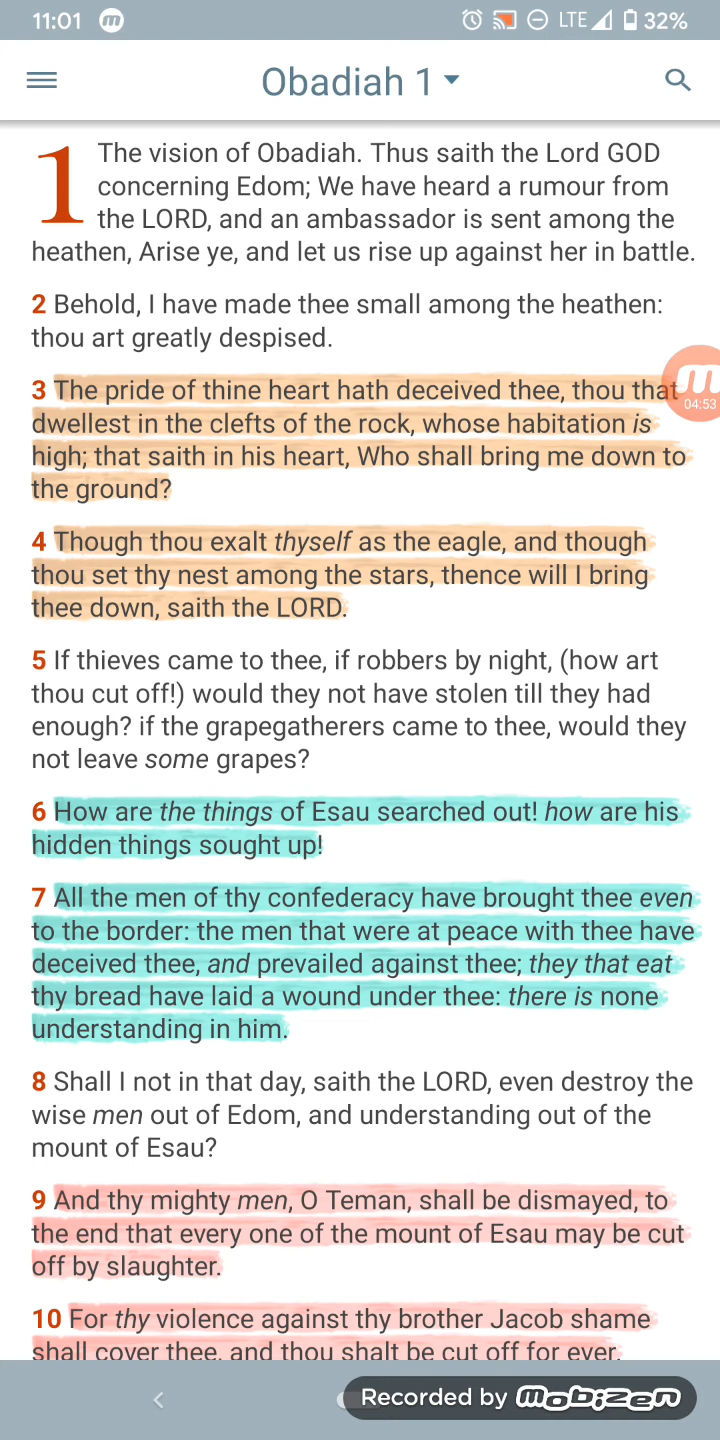 11:01 m LTE 32%
Obadiah 1
1 The vision of Obadiah. Thus saith the Lord GOD
concerning Edom; We have heard a rumour from
the LORD, and an ambassador is sent among the
heathen, Arise ye, and let us rise up against her in battle.
2 Behold, I have made thee small among the heathen:
thou art greatly despised.
3 The pride of thine heart hath deceived thee, thou that
dwellest in the clefts of the rock, whose habitation is
high; that saith in his heart, Who shall bring me down to
the ground?
m
04:53
4 Though thou exalt thyself as the eagle, and though
thou set thy nest among the stars, thence will I bring
thee down, saith the LORD.
5 If thieves came to thee, if robbers by night, (how art
thou cut off!) would they not have stolen till they had
enough? if the grapegatherers came to thee, would they
not leave some grapes?
6 How are the things of Esau searched out! how are his
hidden things sought up!
7 All the men of thy confederacy have brought thee even
to the border: the men that were at peace with thee have
deceived thee, and prevailed against thee; they that eat
thy bread have laid a wound under thee: there is none
understanding in him.
8 Shall I not in that day, saith the LORD, even destroy the
wise men out of Edom, and understanding out of the
mount of Esau?
9 And thy mighty men, O Teman, shall be dismayed, to
the end that every one of the mount of Esau may be cut
off by slaughter.
10 For thy violence against thy brother Jacob shame
shall cover thee, and thou shalt be cut off for ever.
Recorded by mobizen